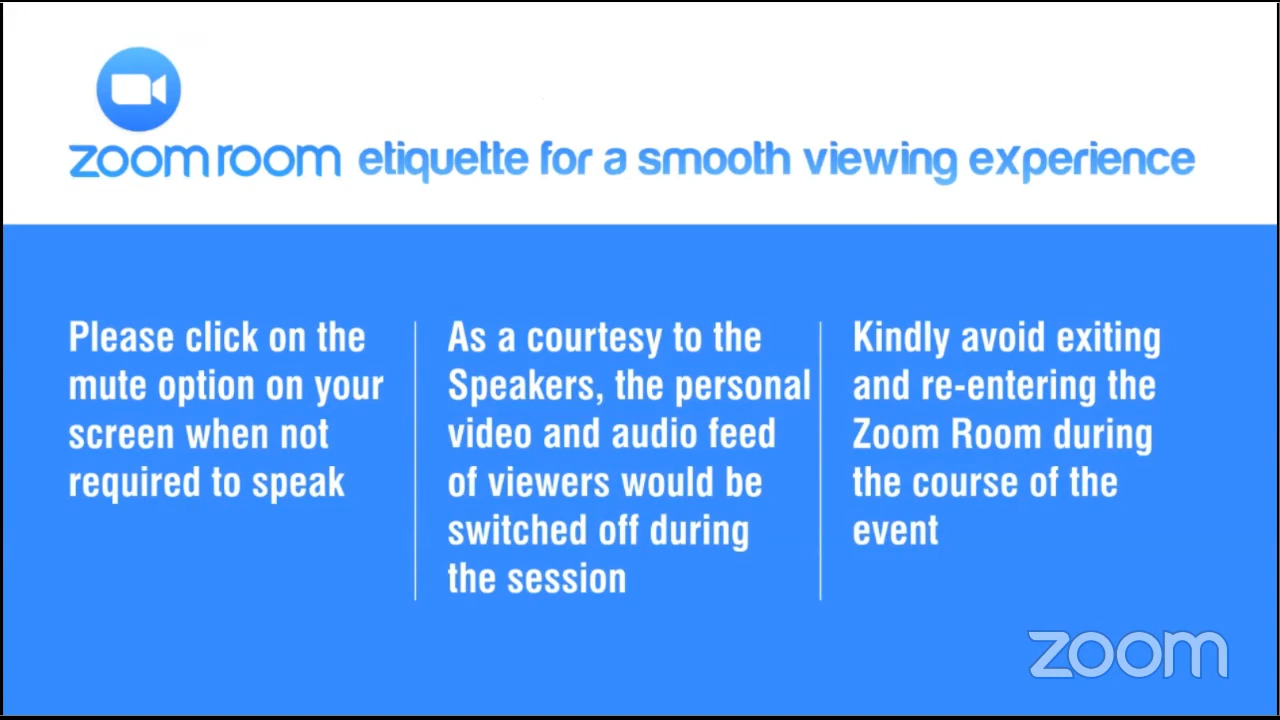 zoom room etiquette for a smooth viewing experience
Please click on the
mute option on your
screen when not
required to speak
As a courtesy to the
Speakers, the personal
video and audio feed
of viewers would be
switched off during
the session
Kindly avoid exiting
and re-entering the
Zoom Room during
the course of the
event
zoom